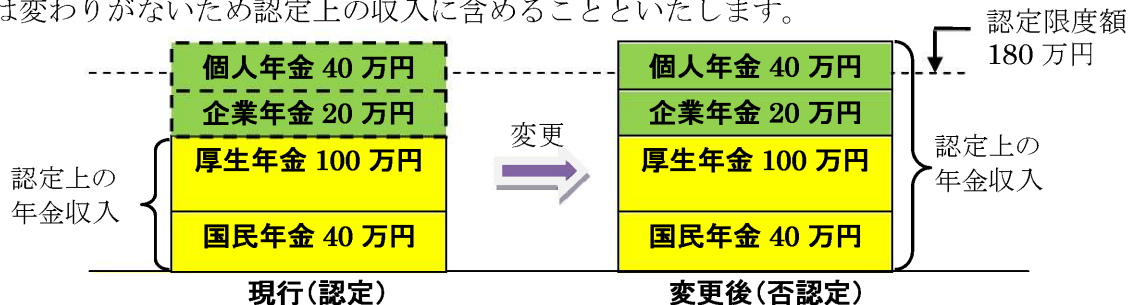 は変わりがないため認定上の収入に含めることといたします。
認定限度額
180 万円
個人年金 40 万円
企業年金 20 万円
厚生年金 100 万円
国民年金 40 万円
認定上の
年金収入
現行（認定）
変更
個人年金 40 万円
企業年金 20 万円
厚生年金 100 万円
国民年金 40 万円
認定上の
年金収入
変更後（否認定）